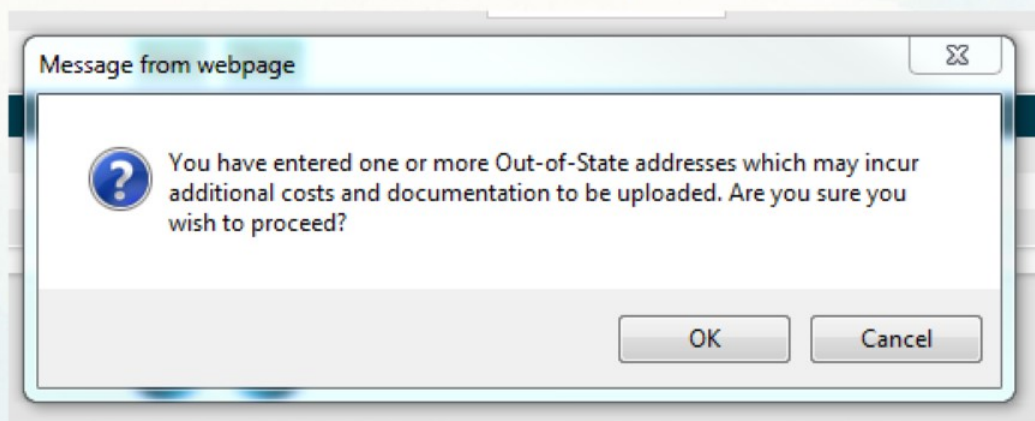 Message from webpage
You have entered one or more Out-of-State addresses which may incur
additional costs and documentation to be uploaded. Are you sure you
wish to proceed?
OK
Cancel